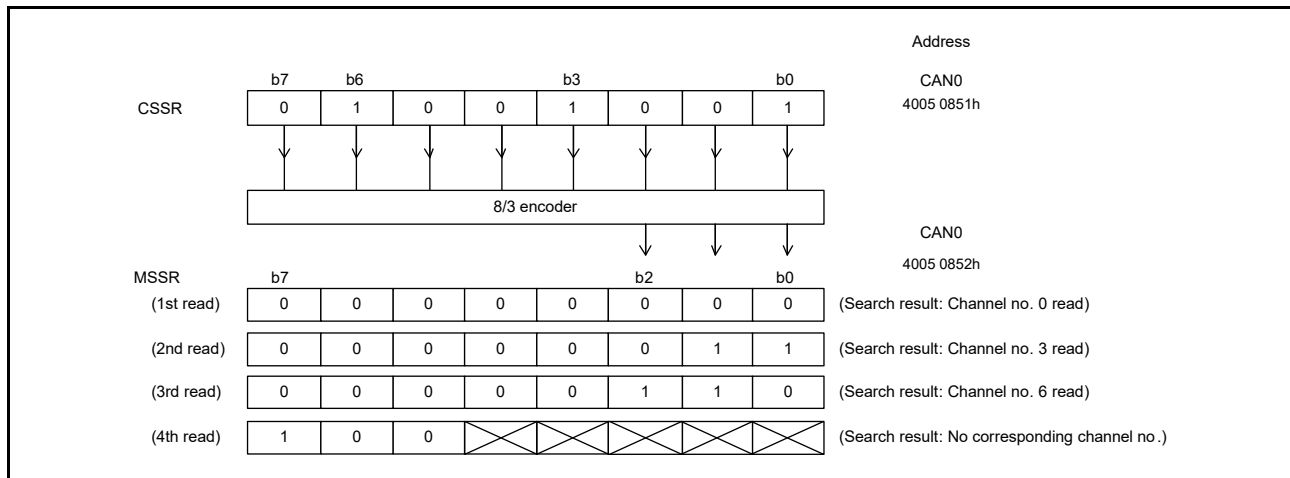 Address
b7 b6 b3 b0 CAN0
CSSR 0 1 0 0 1 0 0 1 4005 0851h
8/3 encoder
CAN0
4005 0852h
MSSR b7 b2 b0
(1st read) 0 0 0 0 0 0 0 0 (Search result: Channel no. 0 read)
(2nd read) 0 0 0 0 0 0 1 1 (Search result: Channel no. 3 read)
(3rd read) 0 0 0 0 0 1 1 0 (Search result: Channel no. 6 read)
(4th read) 1 0 0 (Search result: No corresponding channel no.)